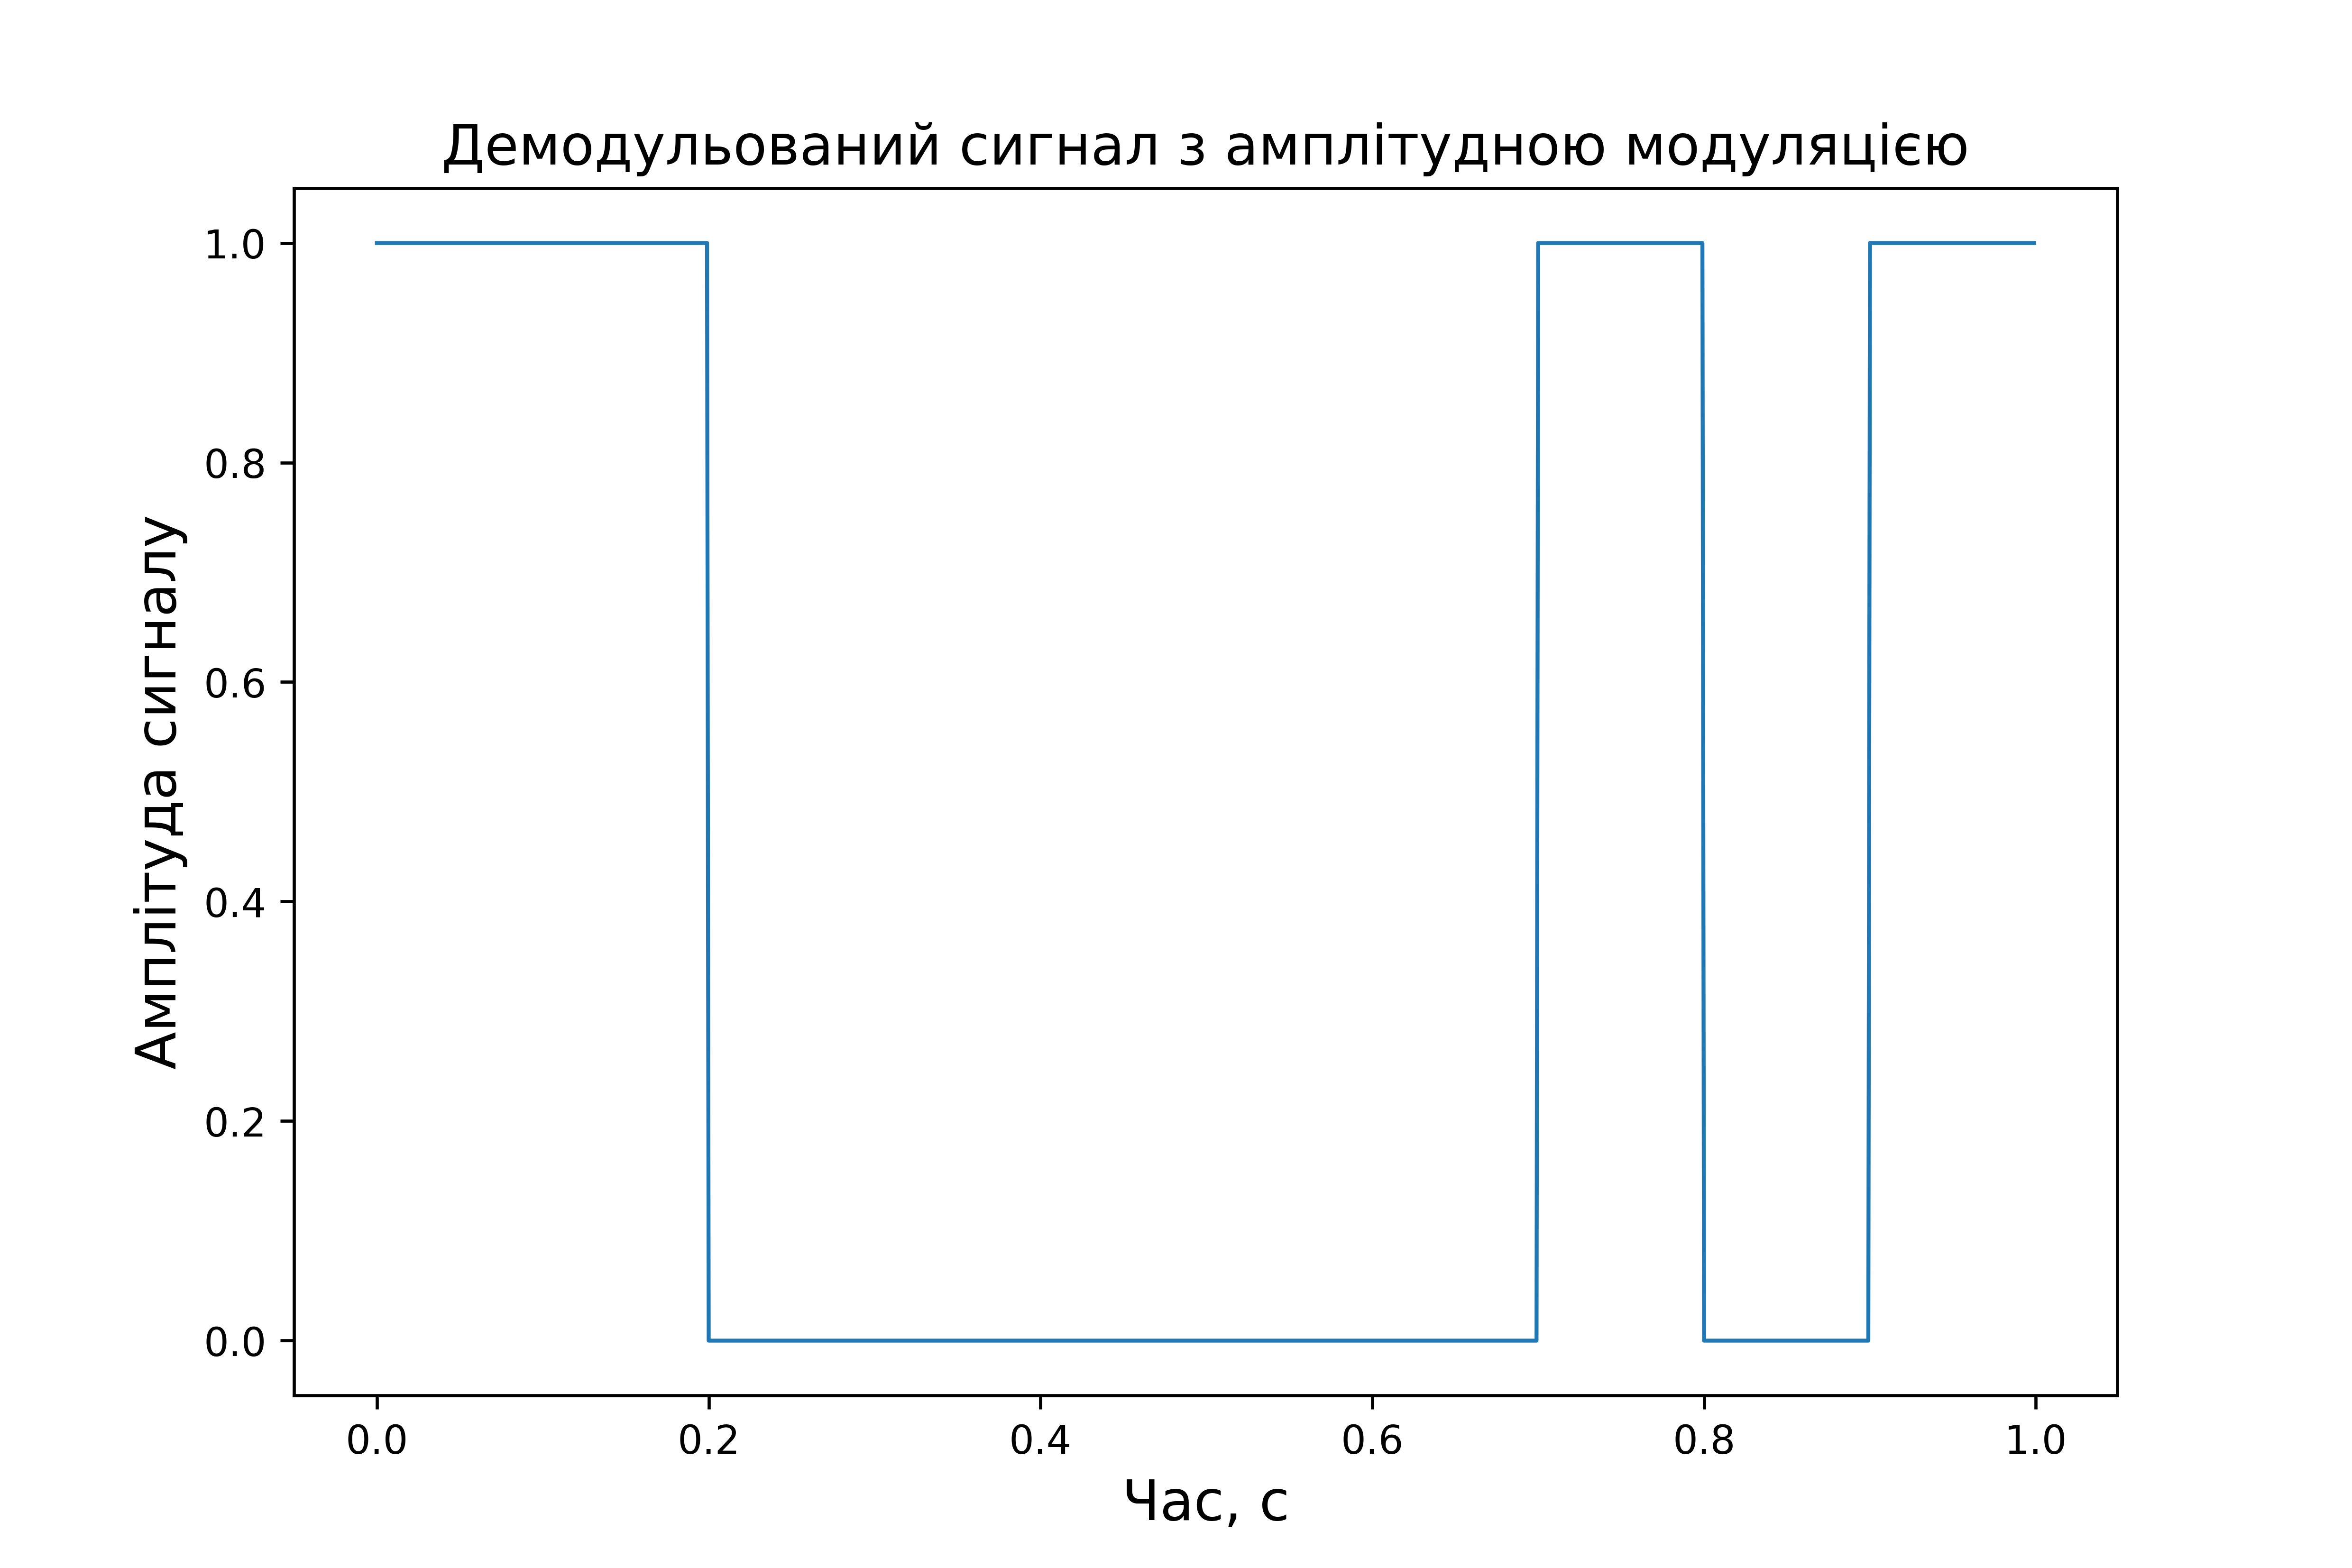 Демодульований сигнал з амплітудною модуляцією
Амплітуда сигналу
1.0
0.8
0.6
0.4
0.2
0.0
0.0 0.2 0.4 0.6 0.8 1.0
Час, с